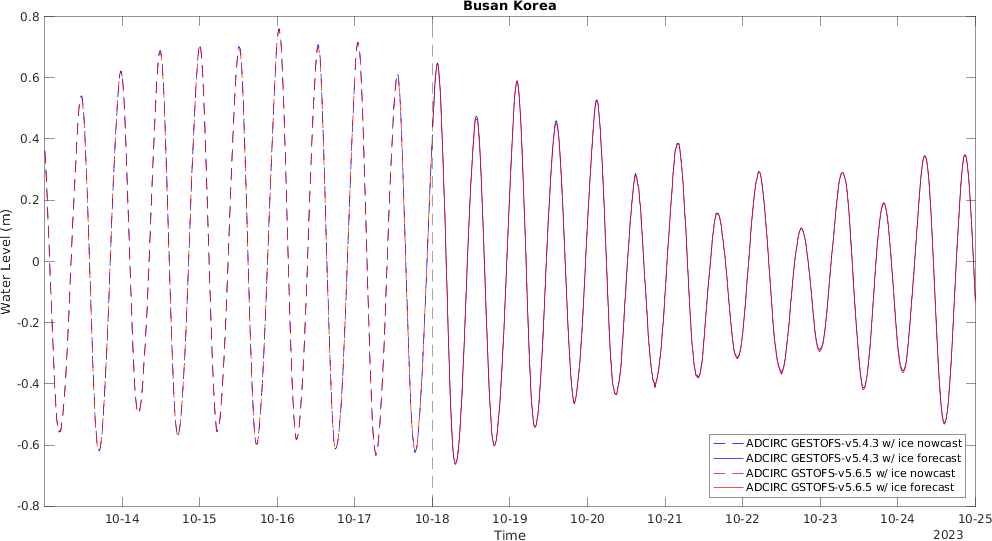 Busan Korea
Water Level (m)
0.8
0.6
0.4
0.2
0
-0.2
-0.4
-0.6
-0.8
10-14 10-15 10-16 10-17 10-18 10-19 10-20 10-21 10-22 10-23 10-24 10-25
Time
2023
ADCIRC GESTOFS-v5.4.3 w/ ice nowcast
ADCIRC GESTOFS-v5.4.3 w/ ice forecast
ADCIRC GSTOFS-v5.6.5 w/ ice nowcast
ADCIRC GSTOFS-v5.6.5 w/ ice forecast